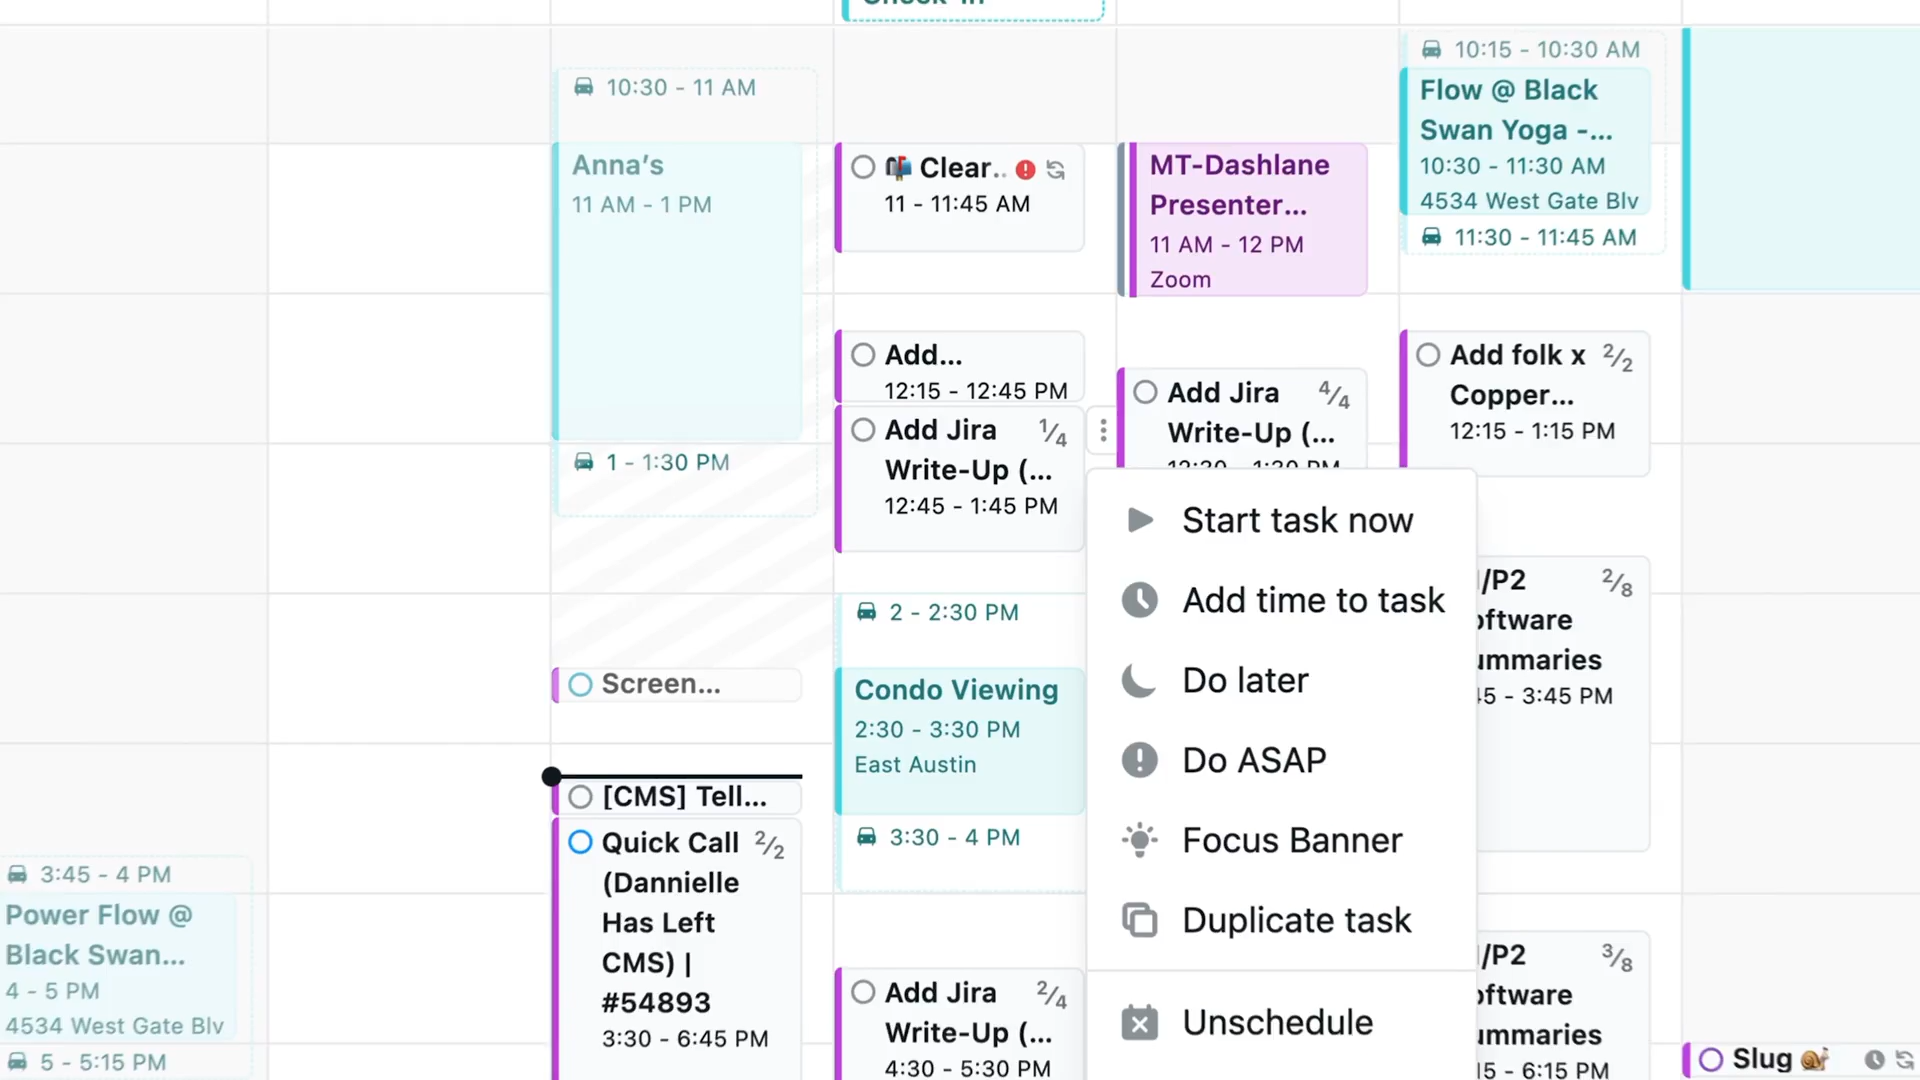 10:30 - 11 AM
Anna's
11 AM - 1 PM
1 - 1:30 PM
Screen...
[CMS] Tell...
Quick Call 2/2
(Dannielle
Has Left
CMS) |
#54893
3:30 - 6:45 PM
3:45 - 4 PM
Power Flow @
Black Swan...
4 - 5 PM
4534 West Gate Blv
5 - 5:15 PM
Clear..
11 - 11:45 AM
Add...
12:15 - 12:45 PM
Add Jira 1/4
Write-Up (...
12:45 - 1:45 PM
2 - 2:30 PM
Condo Viewing
2:30 - 3:30 PM
East Austin
3:30 - 4 PM
Add Jira 2/4
Write-Up (...
4:30 - 5:30 PM
MT-Dashlane
Presenter...
11 AM - 12 PM
Zoom
Add Jira 4/4
Write-Up (...
12:30 - 1:30 PM
Start task now
Add time to task
Do later
Do ASAP
Focus Banner
Duplicate task
Unschedule
10:15 - 10:30 AM
Flow @ Black
Swan Yoga -...
10:30 - 11:30 AM
4534 West Gate Blv
11:30 - 11:45 AM
Add folk x 2/2
Copper...
12:15 - 1:15 PM
/P2 2/8
oftware
ummaries
45 - 3:45 PM
/P2 3/8
oftware
ummaries
15 - 6:15 PM
Slug